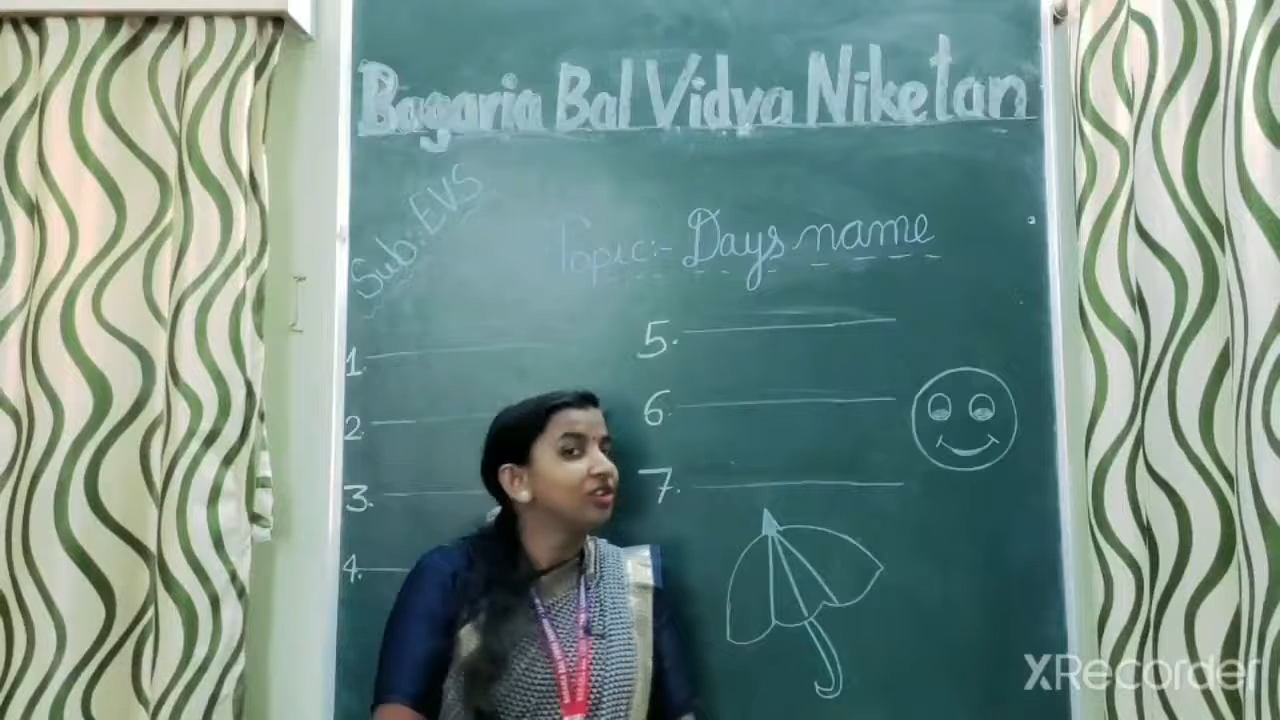 Bagaria Bal Vidya Niketan
Sub:EVS
Topic:- Days name
1.
2.
3.
4.
5.
6.
7.
XRecorder